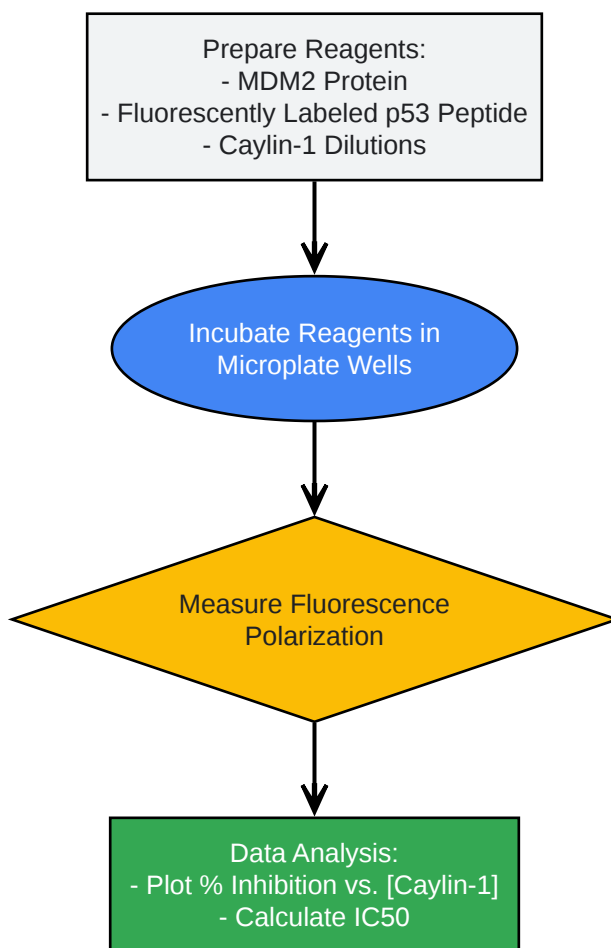 Prepare Reagents:
- MDM2 Protein
- Fluorescently Labeled p53 Peptide
- Caylin-1 Dilutions
Incubate Reagents in
Microplate Wells
Measure Fluorescence
Polarization
Data Analysis:
- Plot % Inhibition vs. [Caylin-1]
- Calculate IC50